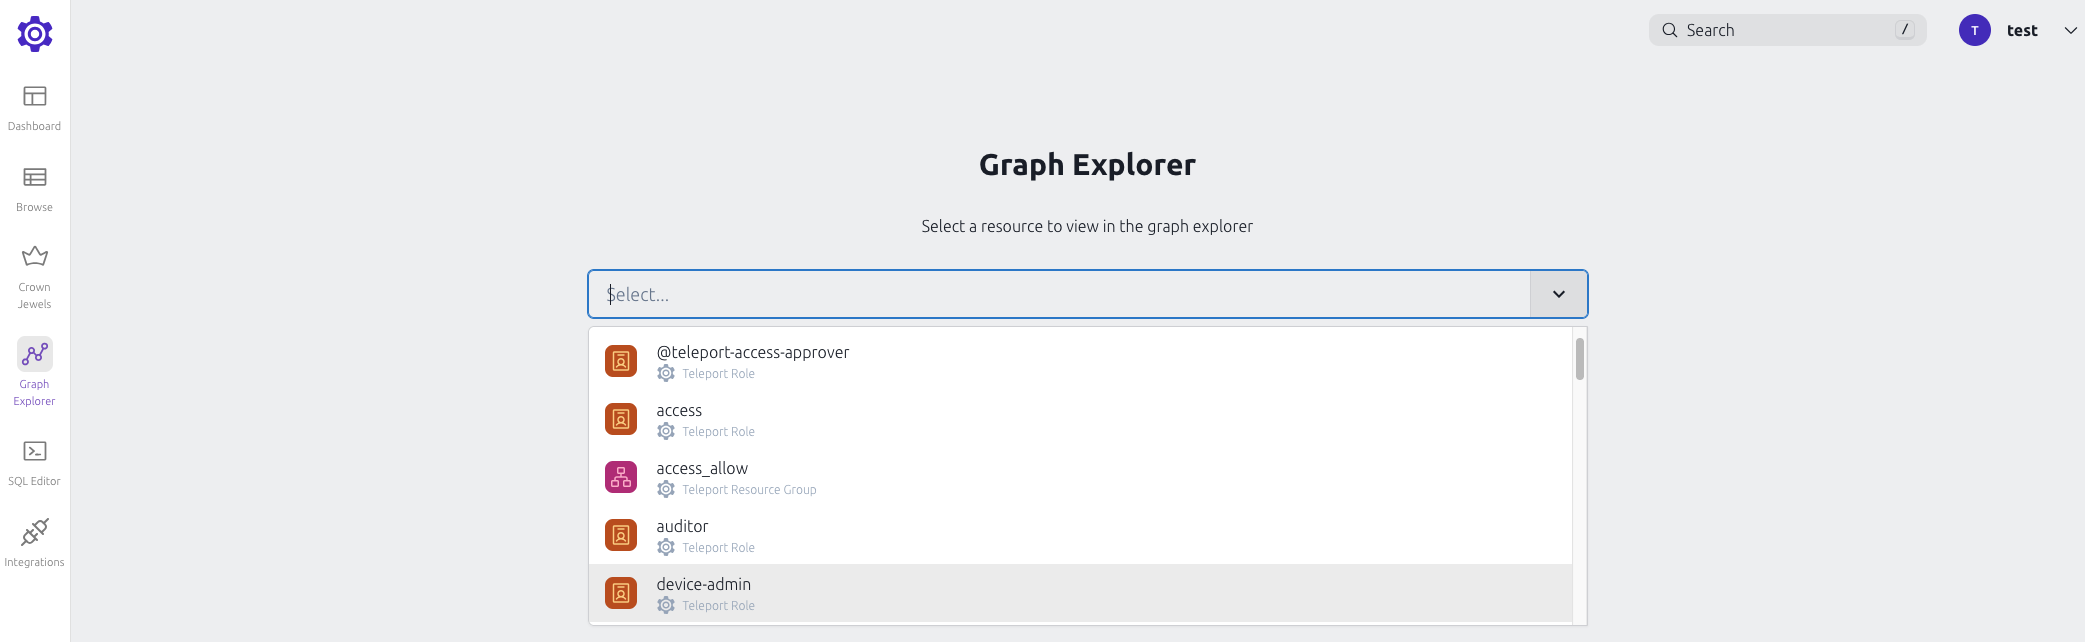 Search
/
T
test
Dashboard
Browse
Crown
Jewels
Graph
Explorer
SQL Editor
Integrations
Graph Explorer
Select a resource to view in the graph explorer
Select...
@teleport-access-approver
Teleport Role
access
Teleport Role
access_allow
Teleport Resource Group
auditor
Teleport Role
device-admin
Teleport Role